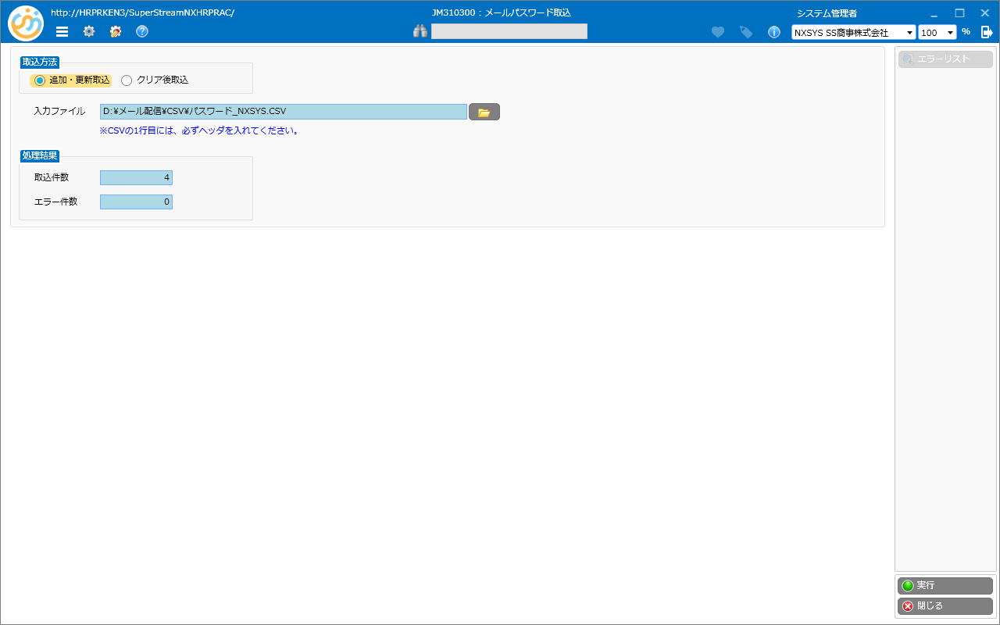 http://HRPRKEN3/SuperStreamNXHRPRAC/
JM310300：メールパスワード取込
システム管理者
NXSYS SS商事株式会社
100
%
取込方法
追加・更新取込
クリア後取込
入力ファイル
D:¥メール配信¥CSV¥パスワード_NXSYS.CSV
※CSVの1行目には、必ずヘッダを入れてください。
処理結果
取込件数
4
エラー件数
0
エラーリスト
実行
閉じる